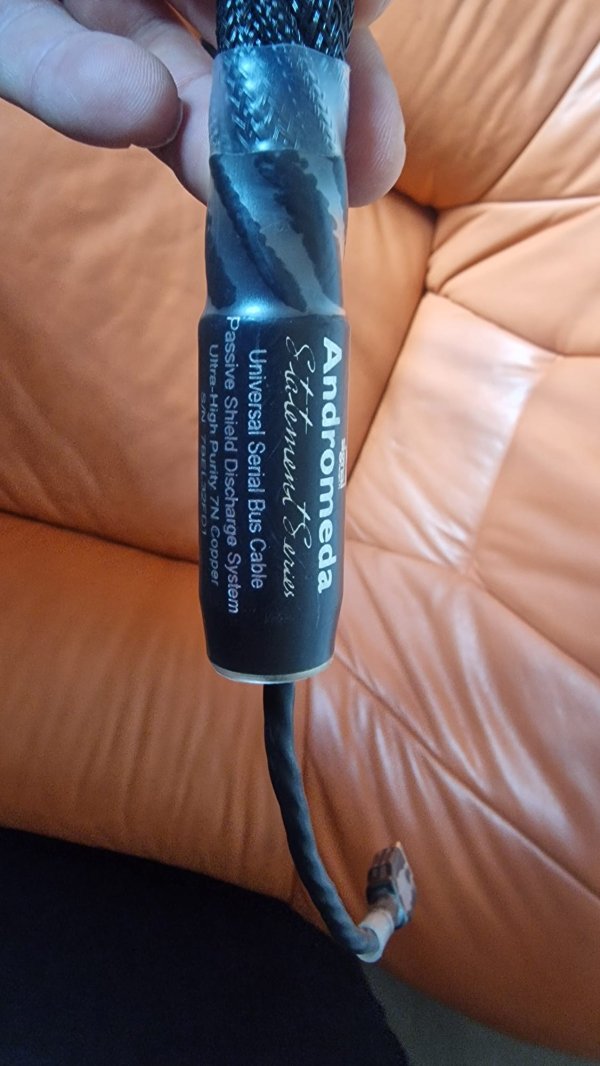 Andromeda
Statement Series
Universal Serial Bus Cable
Passive Shield Discharge System
Ultra-High Purity 7N Copper
S/N